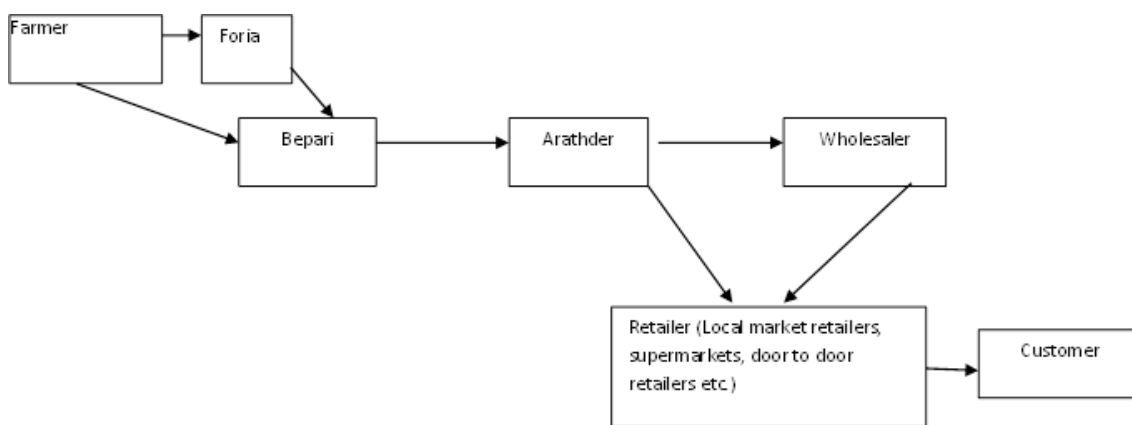 Farmer
Foria
Bepari
Arathder
Wholesaler
Retailer (Local market retailers,
supermarkets, door to door
retailers etc.)
Customer